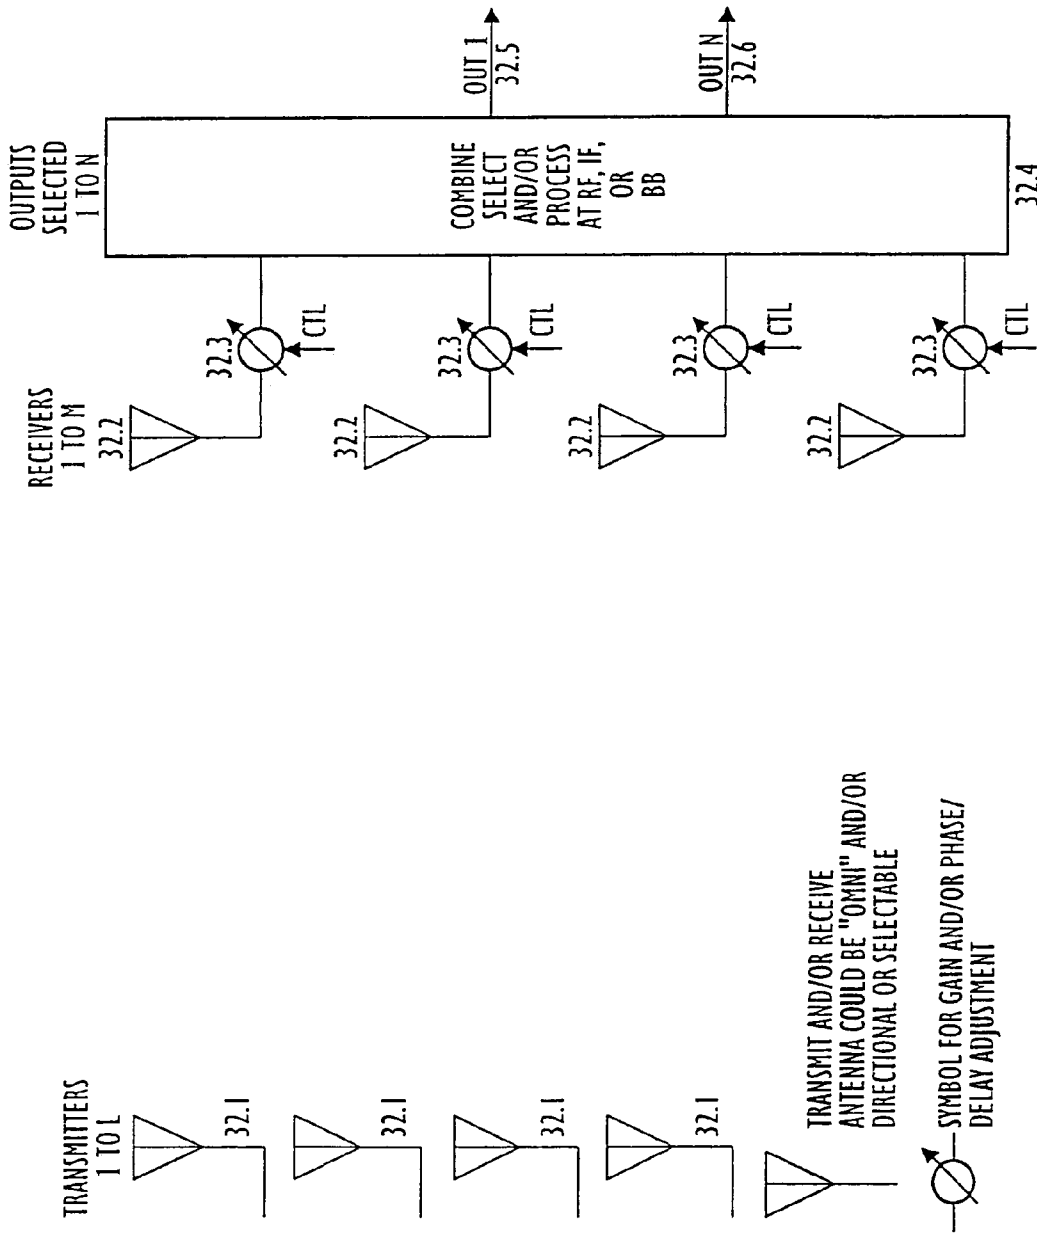 TRANSMITTERS
1 TO L
32.1
32.1
32.1
32.1
TRANSMIT AND/OR RECEIVE
ANTENNA COULD BE "OMNI" AND/OR
DIRECTIONAL OR SELECTABLE
SYMBOL FOR GAIN AND/OR PHASE/
DELAY ADJUSTMENT
RECEIVERS
1 TO M
32.2
32.3
CTL
32.2
32.3
CTL
32.2
32.3
CTL
32.2
32.3
CTL
OUTPUTS
SELECTED
1 TO N
COMBINE
SELECT
AND/OR
PROCESS
AT RF, IF,
OR
BB
32.4
OUT 1
32.5
OUT N
32.6